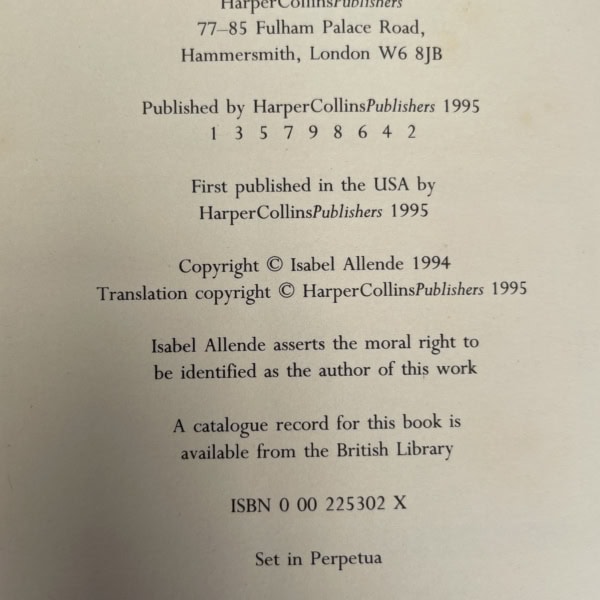 HarperCollinsPublishers
77–85 Fulham Palace Road,
Hammersmith, London W6 8JB
Published by HarperCollinsPublishers 1995
1 3 5 7 9 8 6 4 2
First published in the USA by
HarperCollinsPublishers 1995
Copyright © Isabel Allende 1994
Translation copyright © HarperCollinsPublishers 1995
Isabel Allende asserts the moral right to
be identified as the author of this work
A catalogue record for this book is
available from the British Library
ISBN 0 00 225302 X
Set in Perpetua